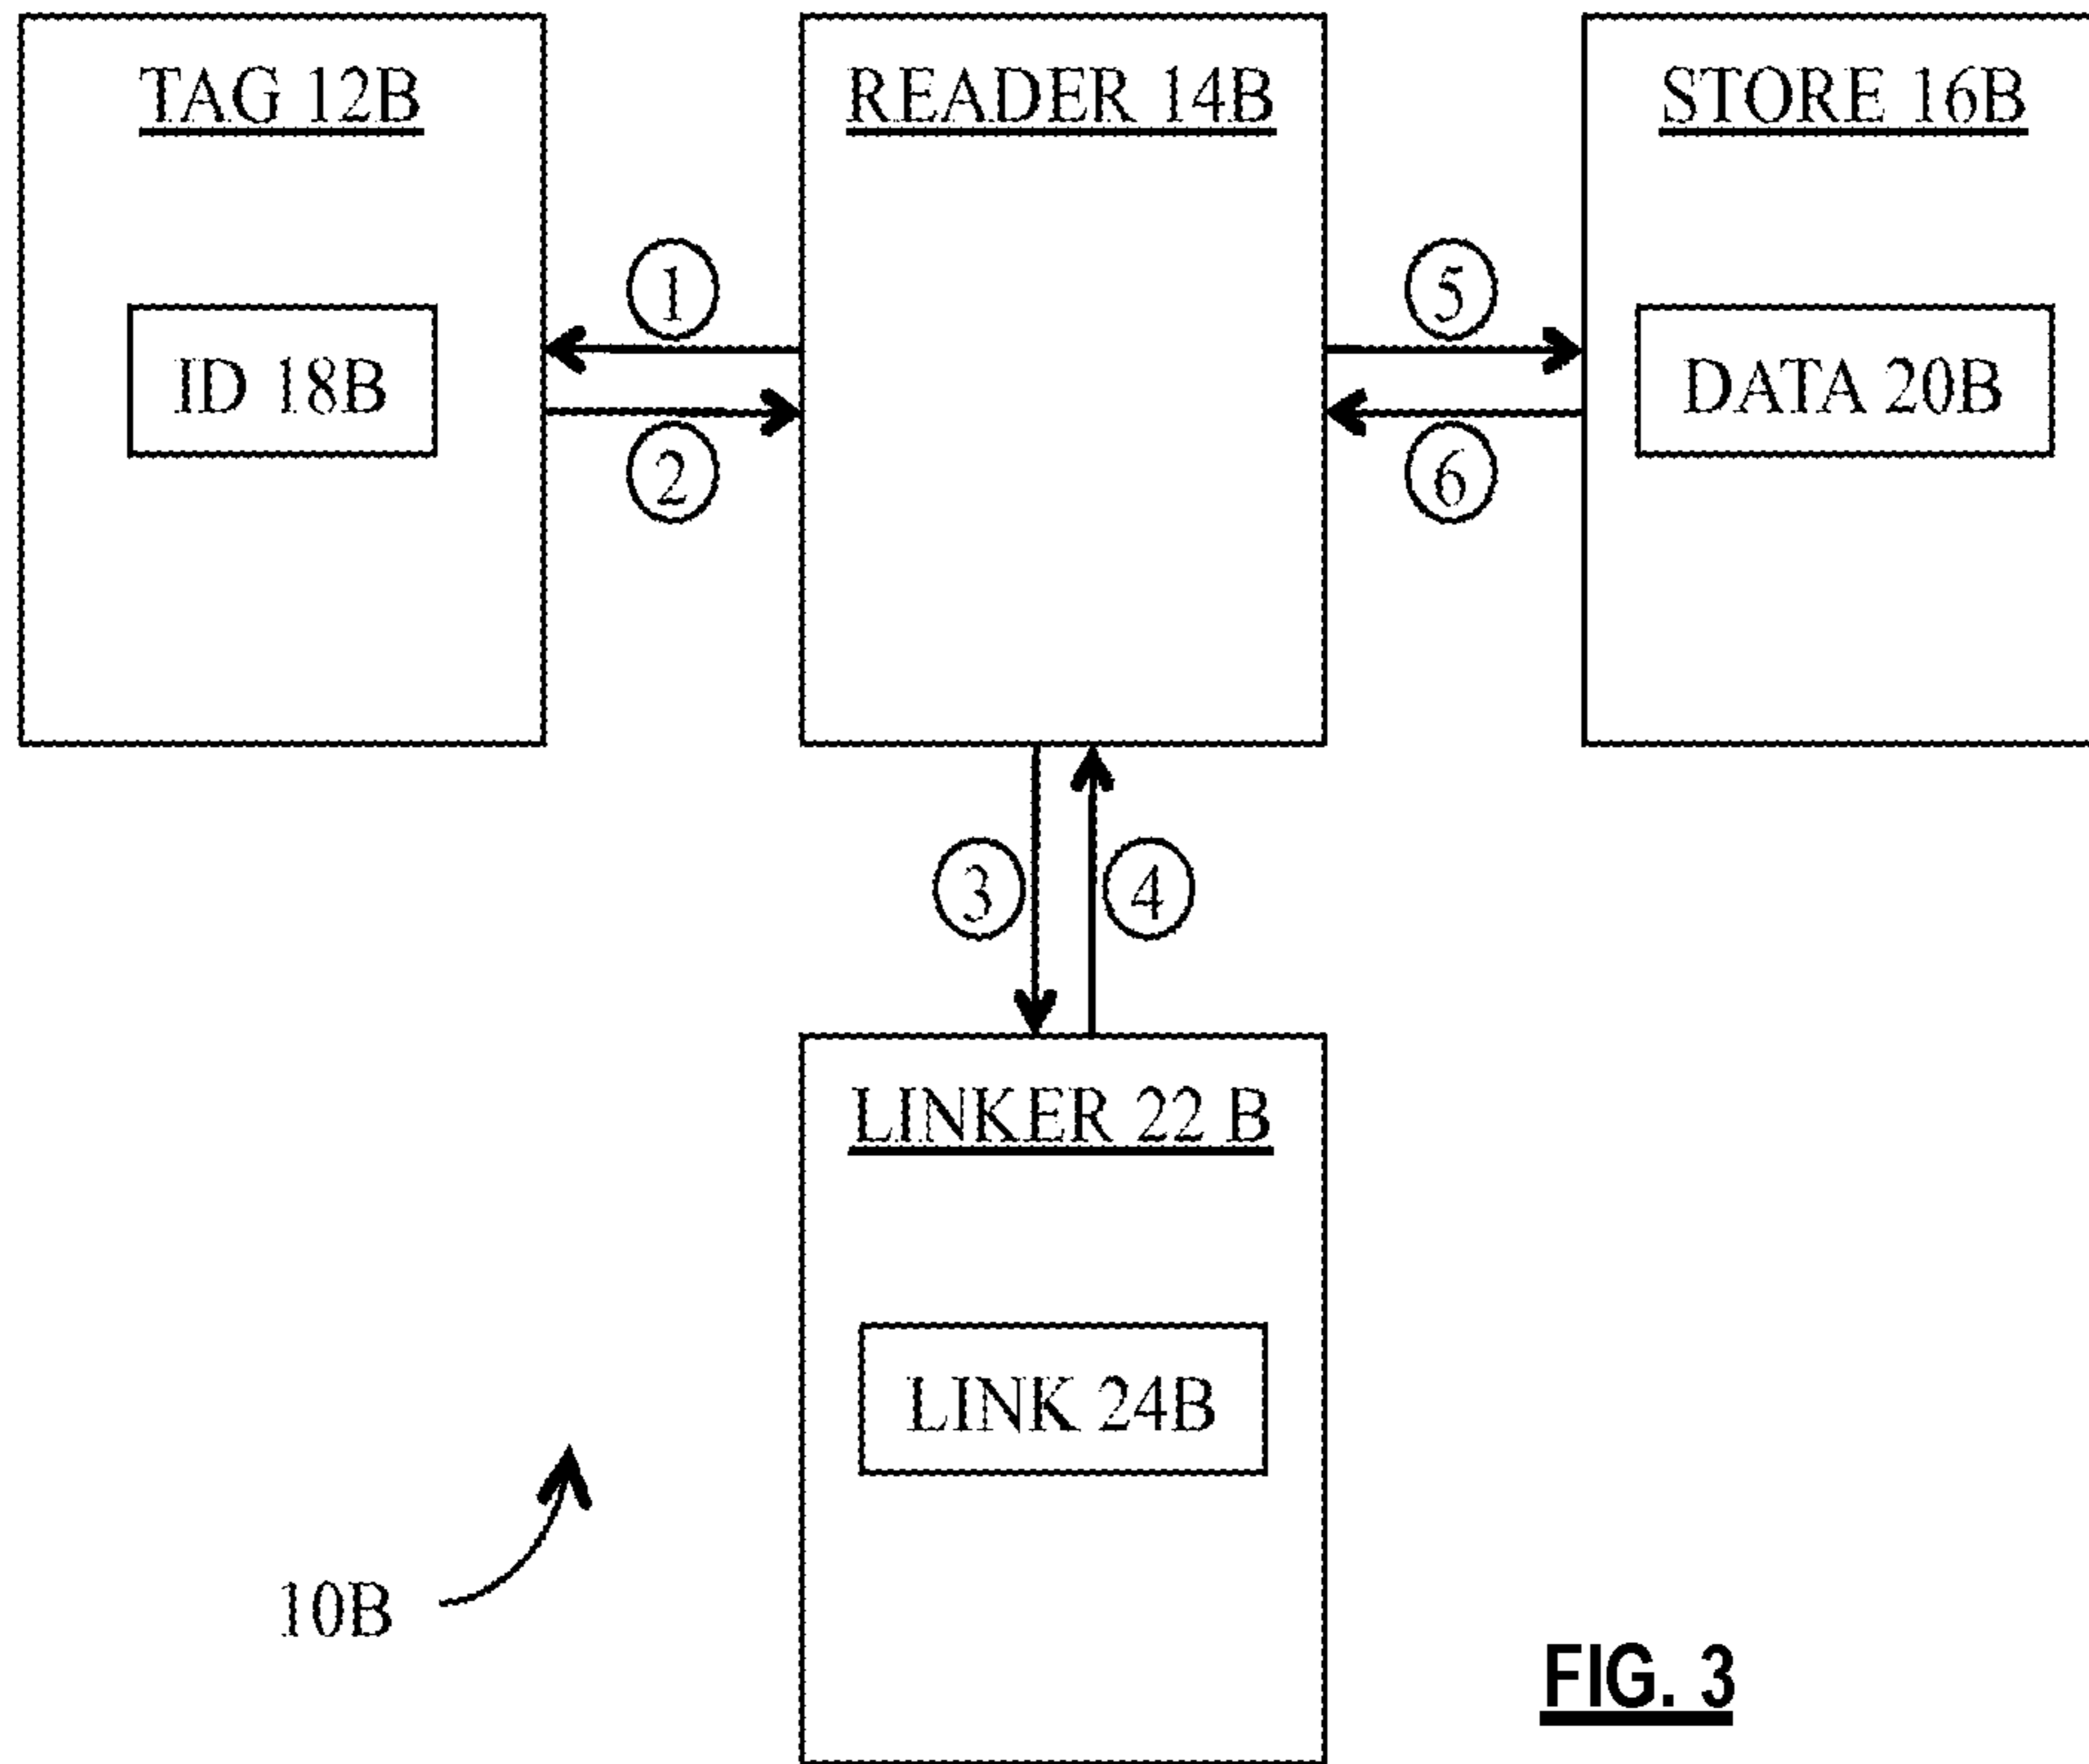 TAG 12B
READER 14B
STORE 16B
1
5
ID 18B
DATA 20B
2
6
3
4
LINKER 22 B
LINK 24B
10B
FIG. 3